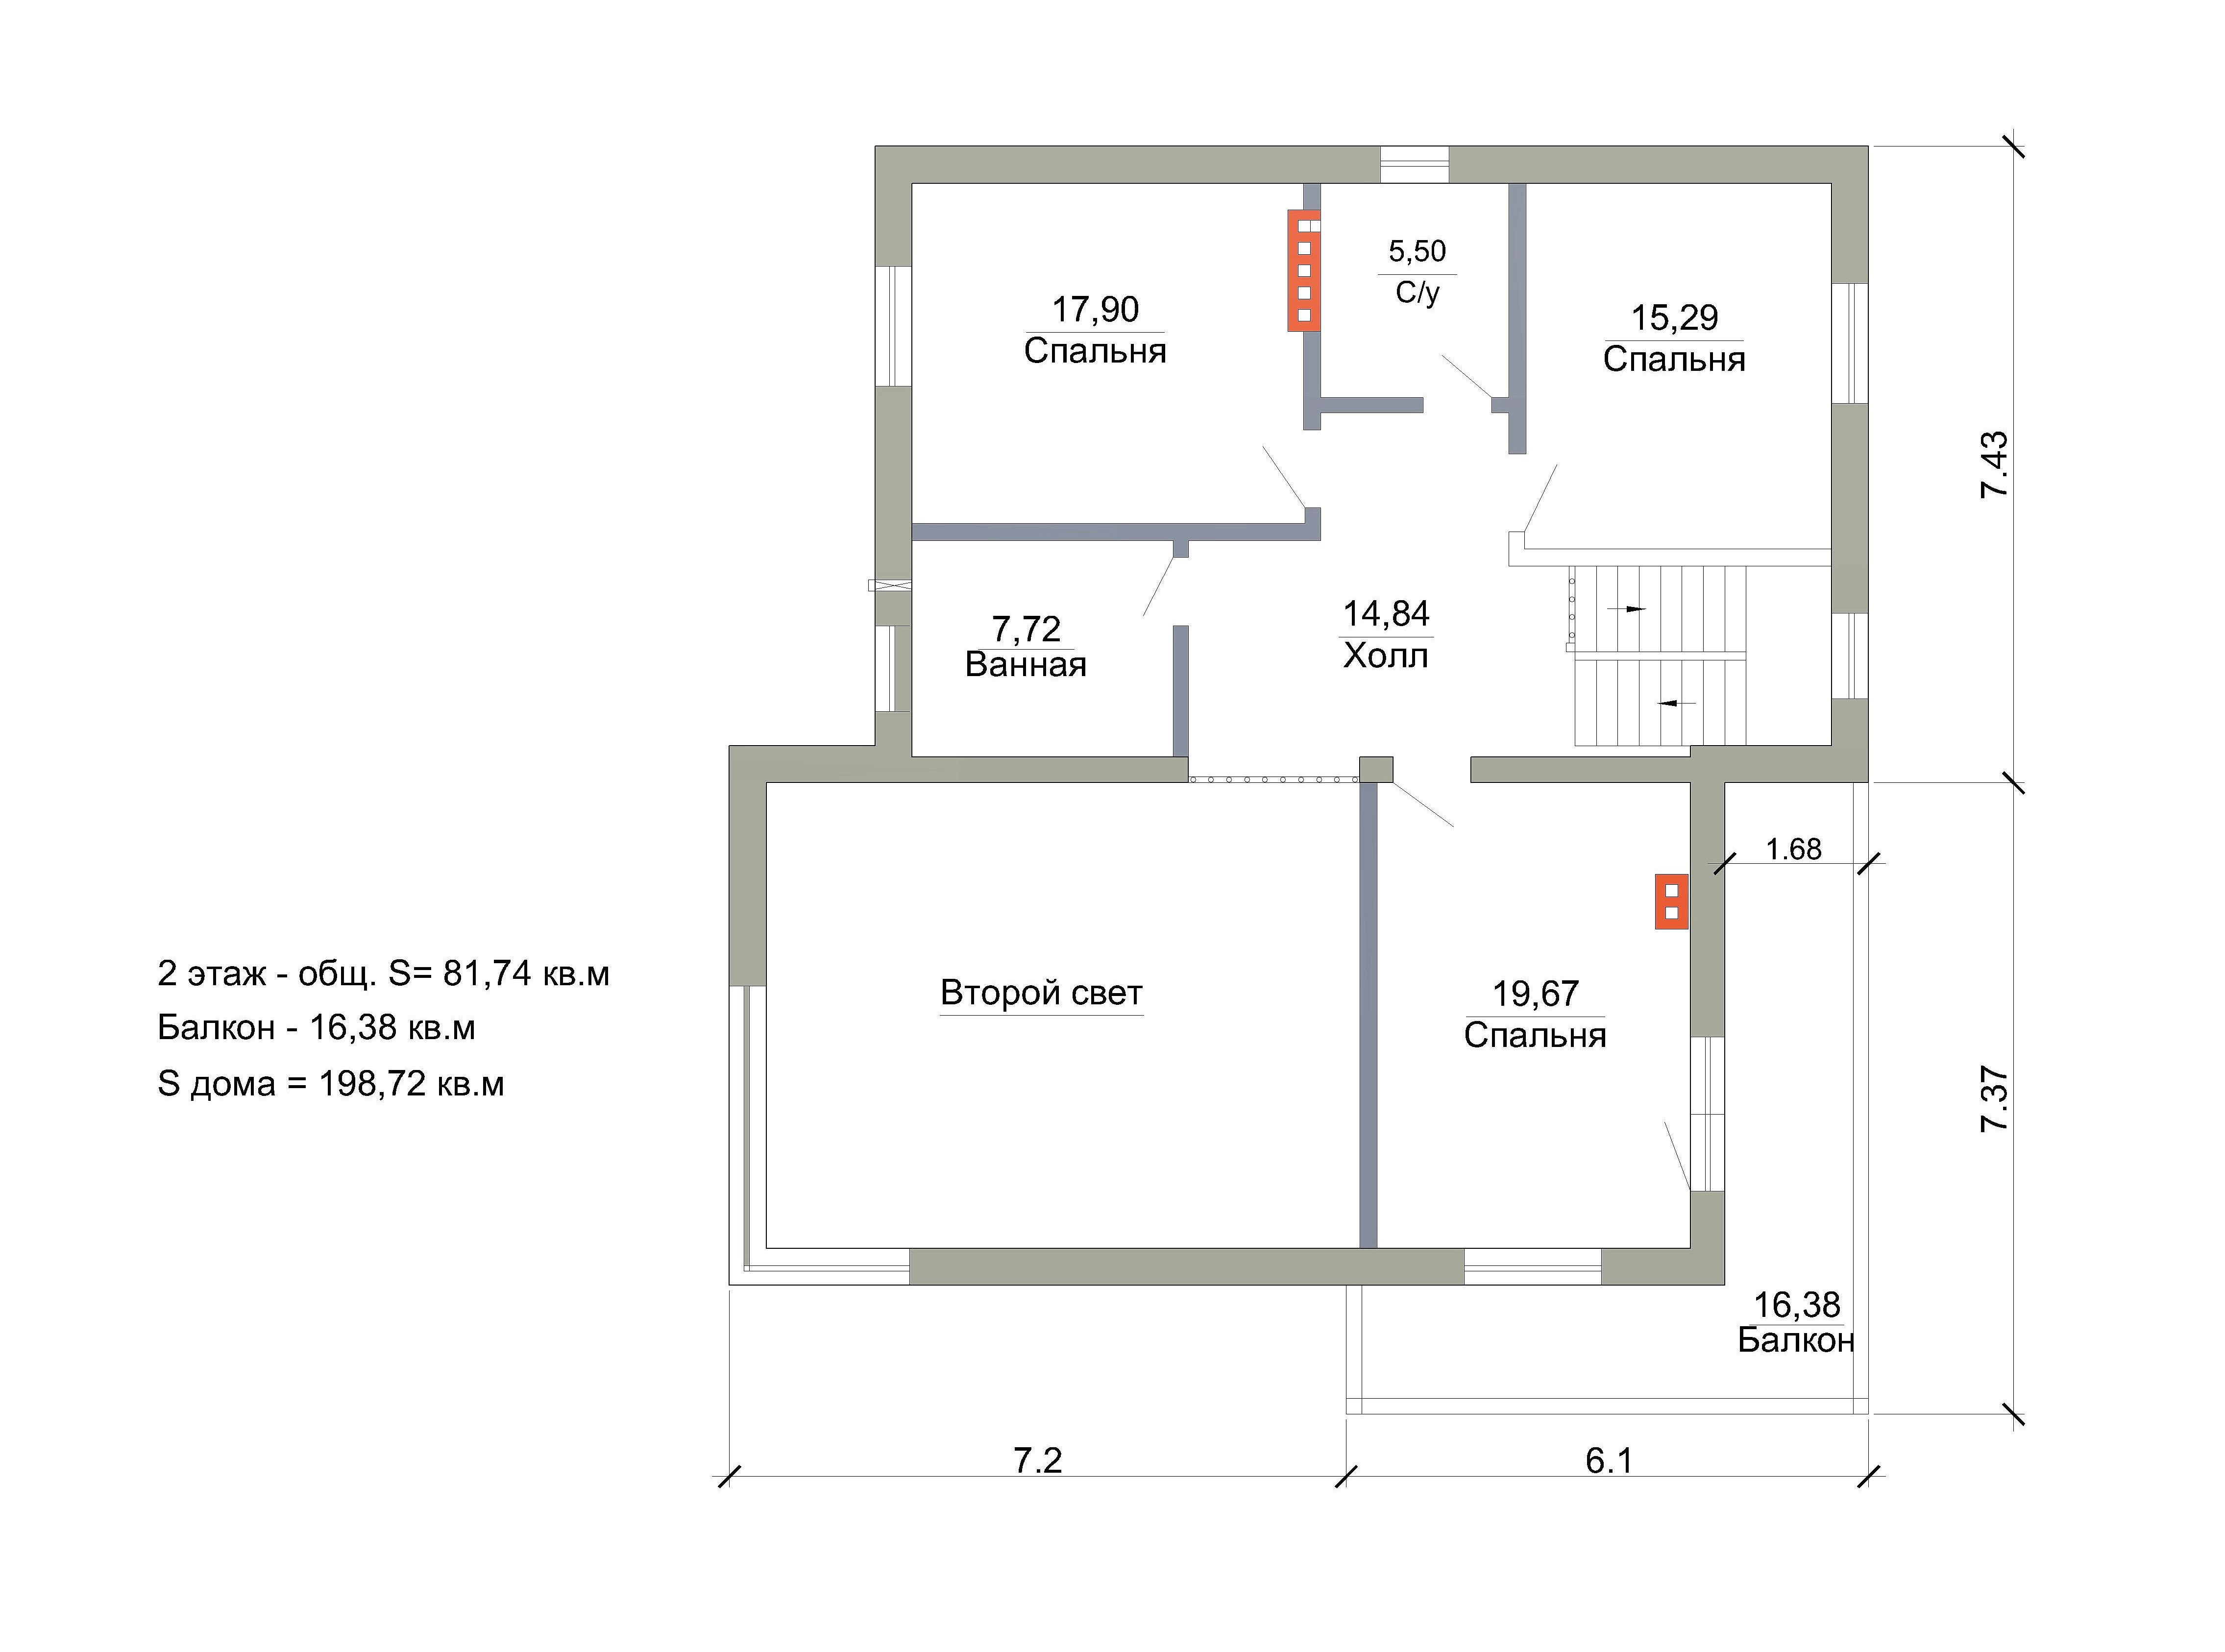 5,50
С/у
17,90
Спальня
15,29
Спальня
7.43
14,84
Холл
7,72
Ванная
1.68
2 этаж - общ. S= 81,74 кв.м
Балкон - 16,38 кв.м
S дома = 198,72 кв.м
Второй свет
19,67
Спальня
7.37
16,38
Балкон
7.2
6.1